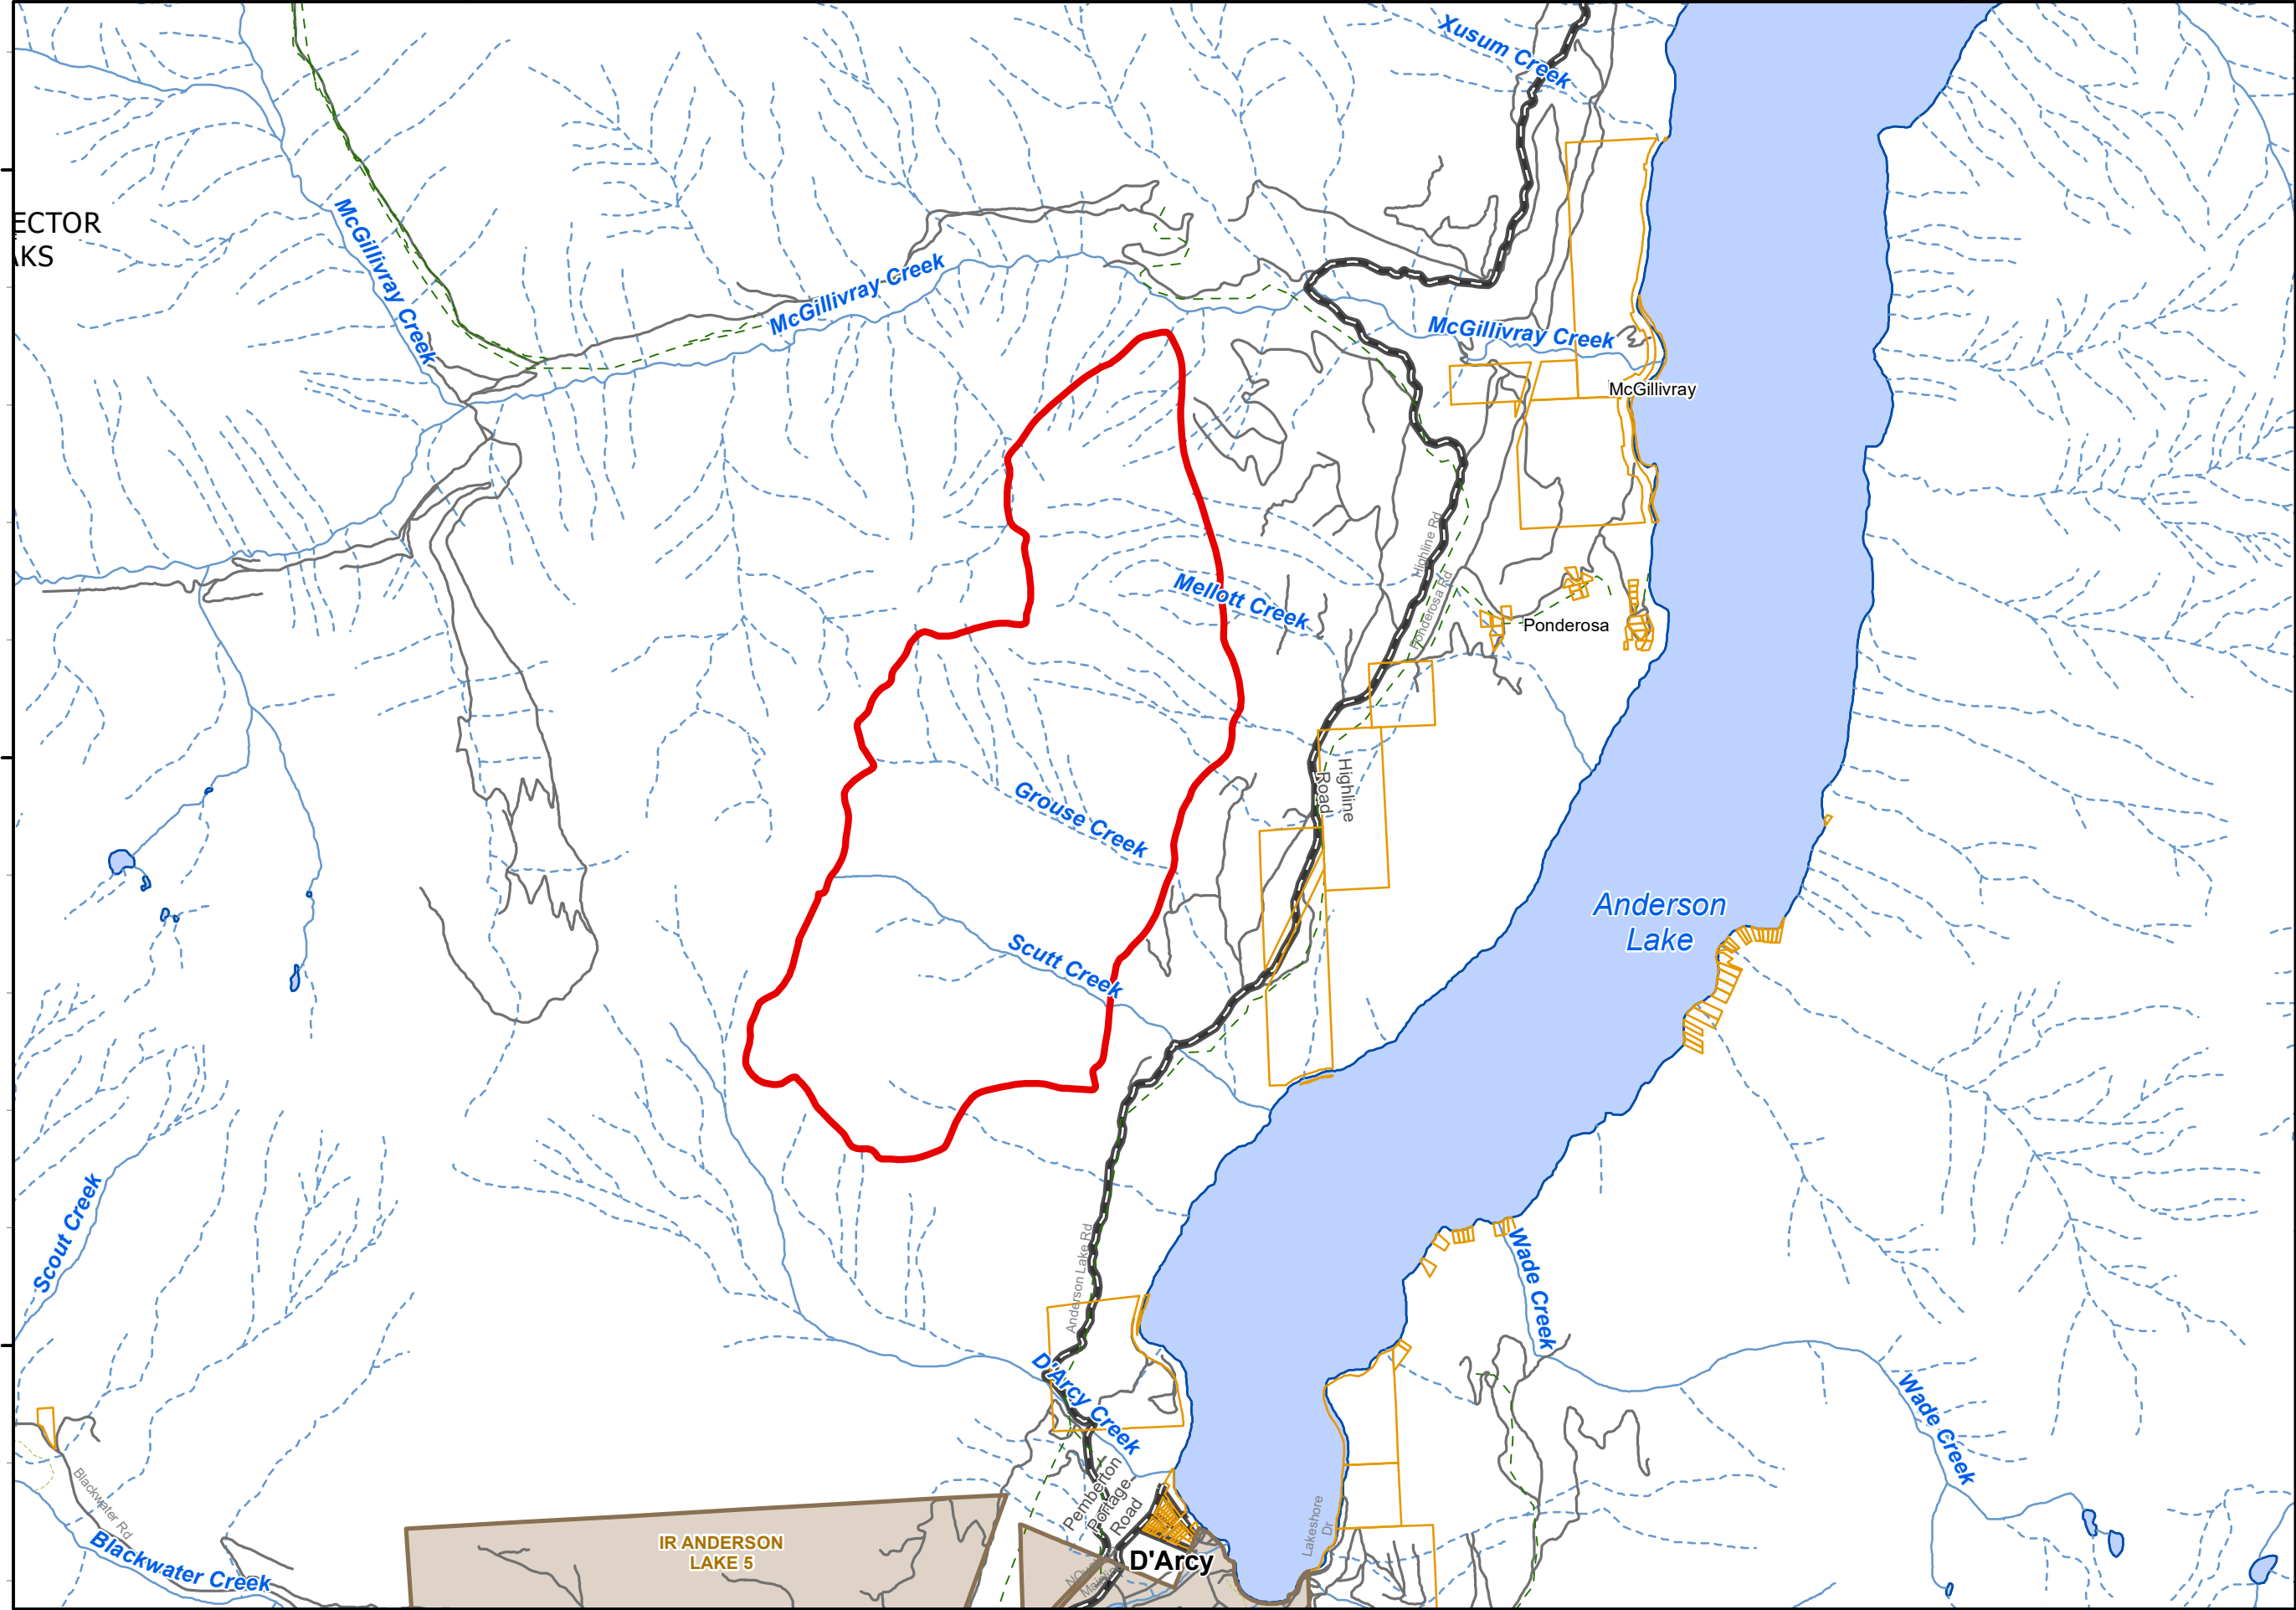 Xusum Creek
ECTOR
AKS
McGillivray Creek
McGillivray Creek
McGillivray Creek
McGillivray
Highline Rd
Ponderosa Rd
Mellott Creek
Ponderosa
Highline
Road
Grouse Creek
Anderson
Lake
Scutt Creek
Scout Creek
Anderson Lake Rd
Wade Creek
D'Arcy Creek
Wade Creek
Blackwater Rd
Pemberton
Portage
Road
Lakeshore
Dr
IR ANDERSON
LAKE 5
D'Arcy
Blackwater Creek